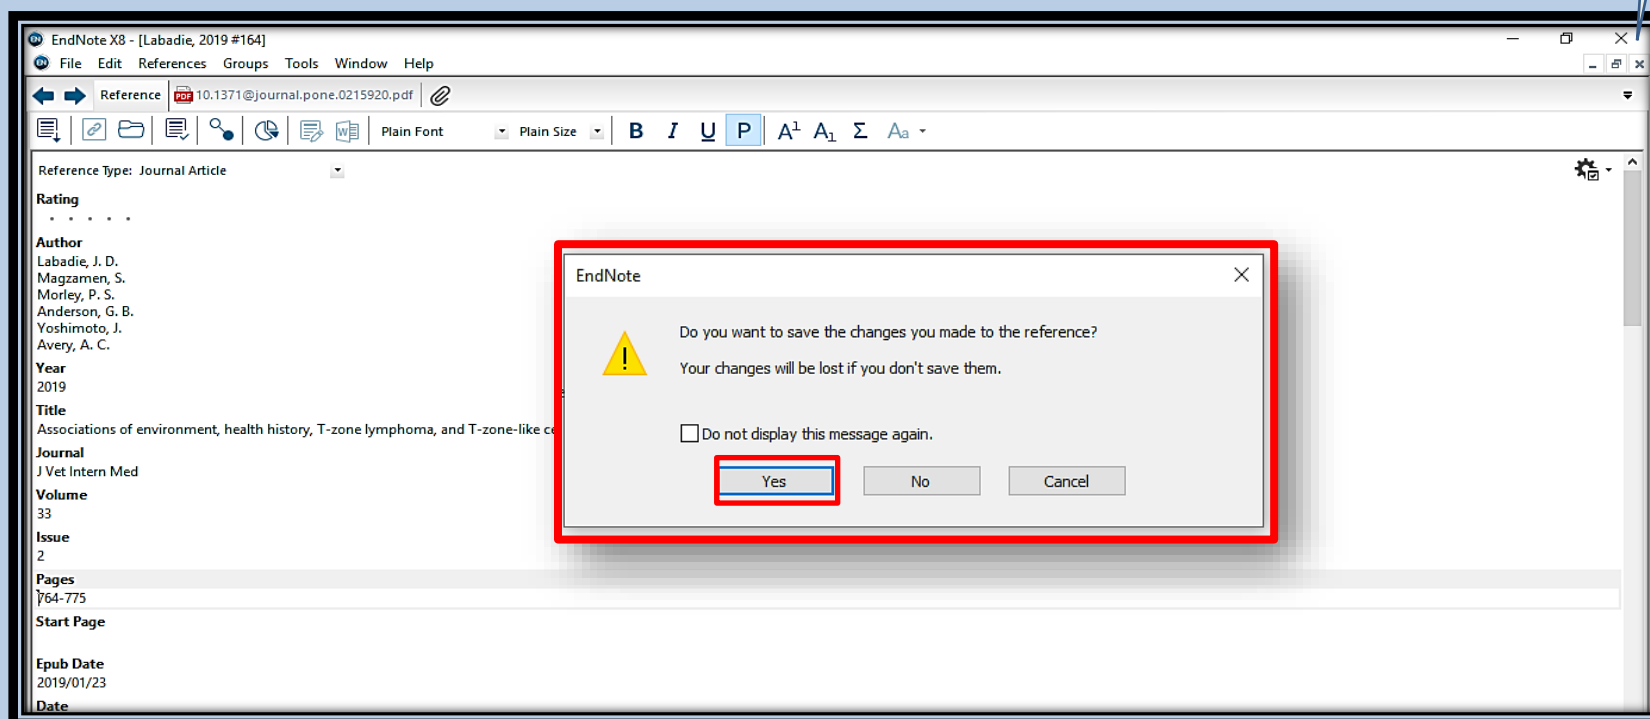 EndNote X8 - [Labadie, 2019 #164]
File Edit References Groups Tools Window Help
Reference 10.1371@journal.pone.0215920.pdf
Plain Font Plain Size B I U P A¹ A₁ Σ Aa
Reference Type: Journal Article
Rating
Author
Labadie, J. D.
Magzamen, S.
Morley, P. S.
Anderson, G. B.
Yoshimoto, J.
Avery, A. C.
Year
2019
Title
Associations of environment, health history, T-zone lymphoma, and T-zone-like ce
Journal
J Vet Intern Med
Volume
33
Issue
2
Pages
764-775
Start Page
Epub Date
2019/01/23
Date
EndNote
Do you want to save the changes you made to the reference?
Your changes will be lost if you don't save them.
Do not display this message again.
Yes No Cancel